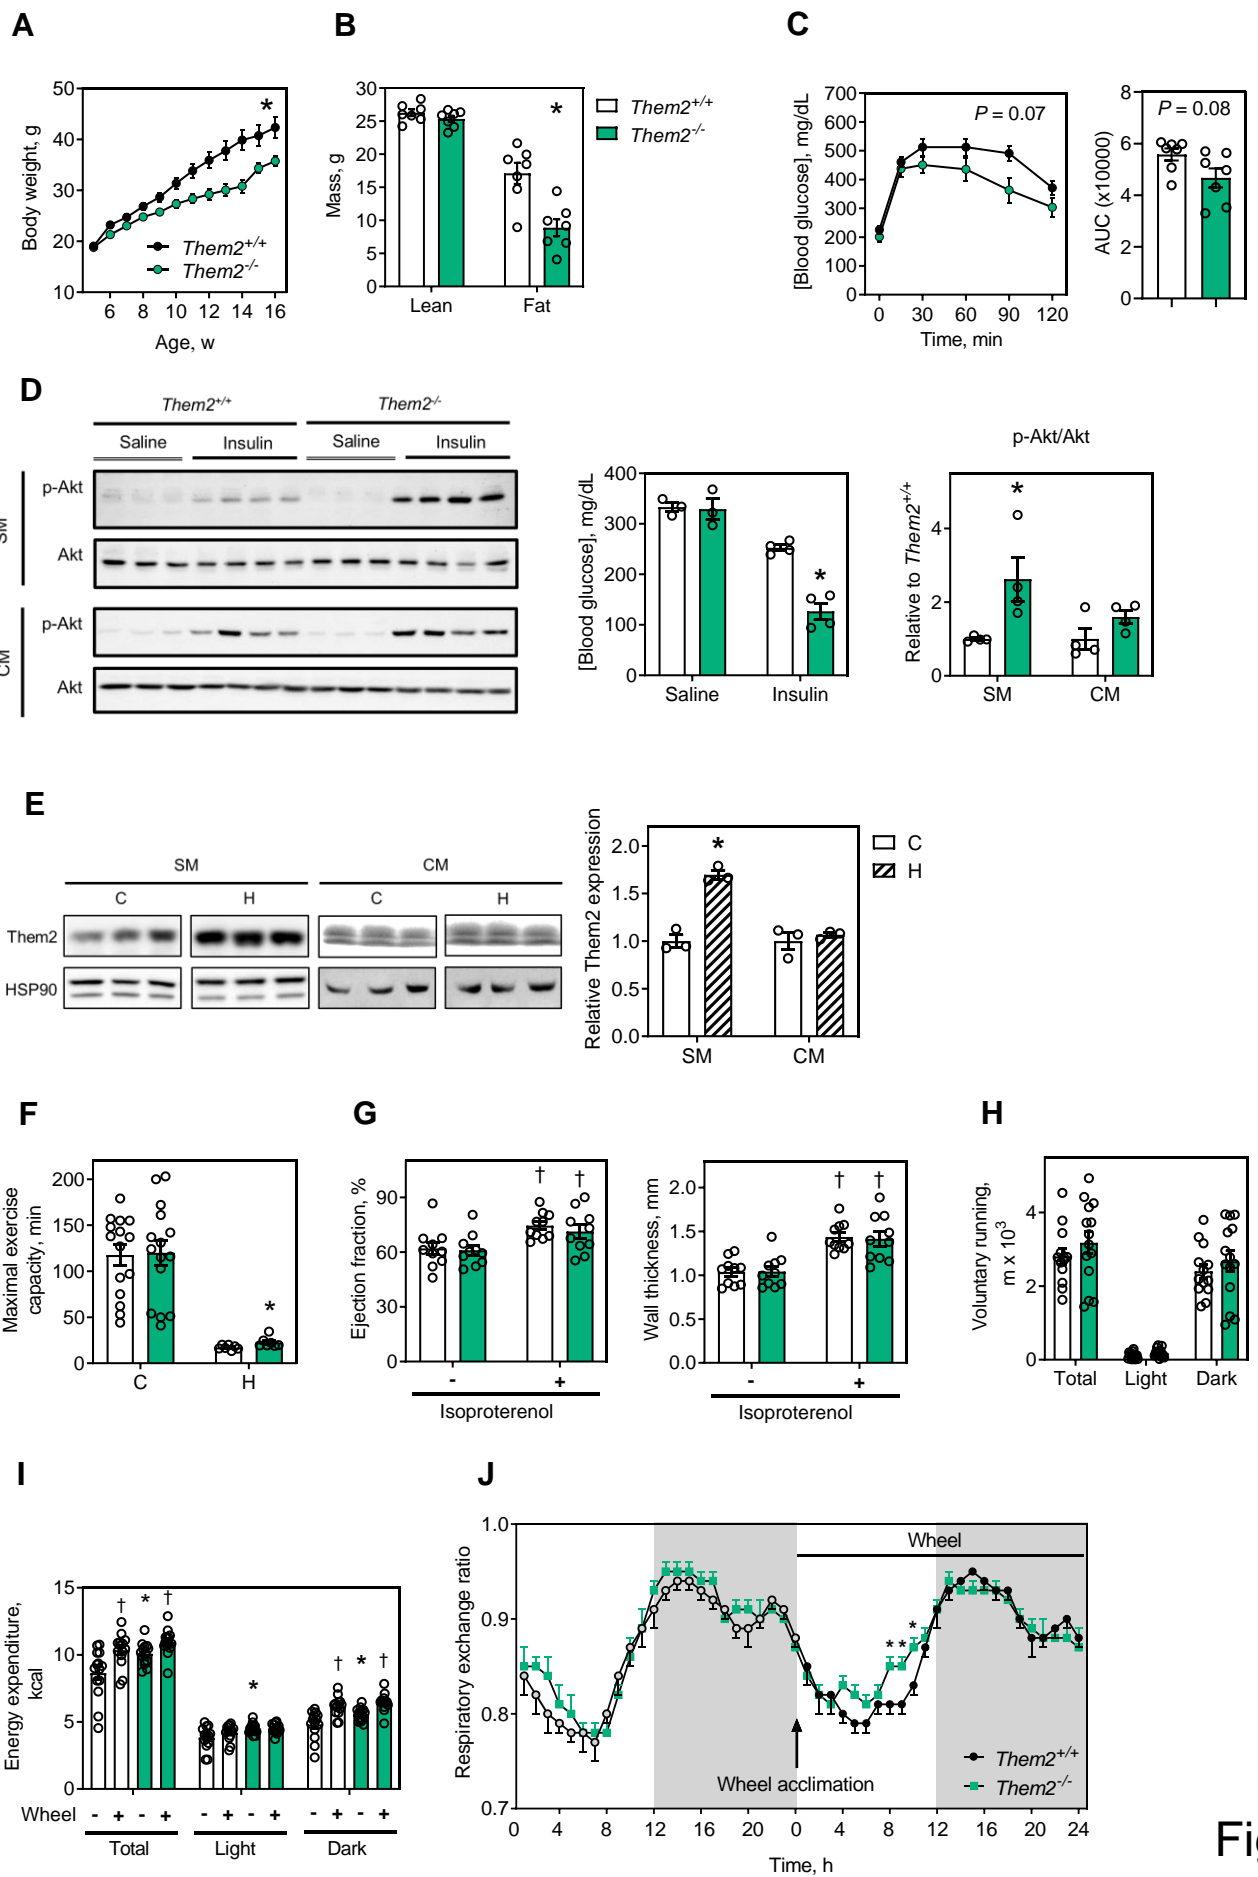 A
B
C
Body weight, g
50
40
30
20
10
*
Them2+/+
Them2-/-
6 8 10 12 14 16
Age, w
Mass, g
30
25
20
15
10
5
0
*
Lean Fat
Them2+/+
Them2-/-
[Blood glucose], mg/dL
700
600
500
400
300
200
100
0
P = 0.07
0 30 60 90 120
Time, min
AUC (x10000)
8
6
4
2
0
P = 0.08
D
Them2+/+ Them2-/-
Saline Insulin Saline Insulin
SM
p-Akt
Akt
CM
p-Akt
Akt
[Blood glucose], mg/dL
400
300
200
100
0
*
Saline Insulin
p-Akt/Akt
Relative to Them2+/+
4
2
0
*
SM CM
E
SM CM
C H C H
Them2
HSP90
Relative Them2 expression
2.0
1.5
1.0
0.5
0.0
*
SM CM
C
H
F
G
H
Maximal exercise
capacity, min
200
150
100
50
0
*
C H
Ejection fraction, %
90
60
30
0
† †
- +
Isoproterenol
Wall thickness, mm
2.0
1.5
1.0
0.5
0.0
† †
- +
Isoproterenol
Voluntary running,
m x 10³
4
2
0
Total Light Dark
I
J
Energy expenditure,
kcal
15
10
5
0
† * † * † * †
Wheel - + - + - + - + - + - +
Total Light Dark
Respiratory exchange ratio
1.0
0.9
0.8
0.7
Wheel
* * *
Wheel acclimation
Them2+/+
Them2-/-
0 4 8 12 16 20 0 4 8 12 16 20 24
Time, h
Fig